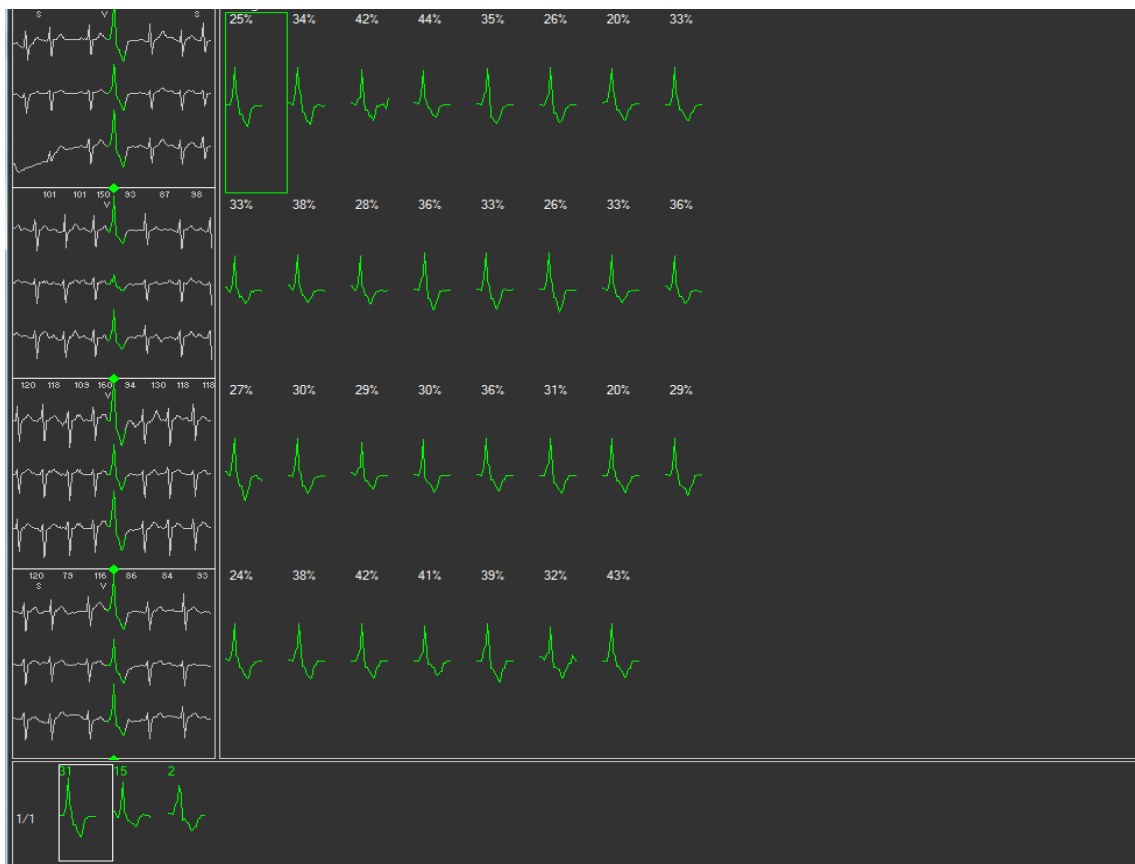 S V S
25% 34% 42% 44% 35% 26% 20% 33%
101 101 150 93 87 98
V
33% 38% 28% 36% 33% 26% 33% 36%
120 118 109 160 94 130 118 118
V
27% 30% 29% 30% 36% 31% 20% 29%
120 79 116 86 84 93
S V
24% 38% 42% 41% 39% 32% 43%
31 15 2
1/1